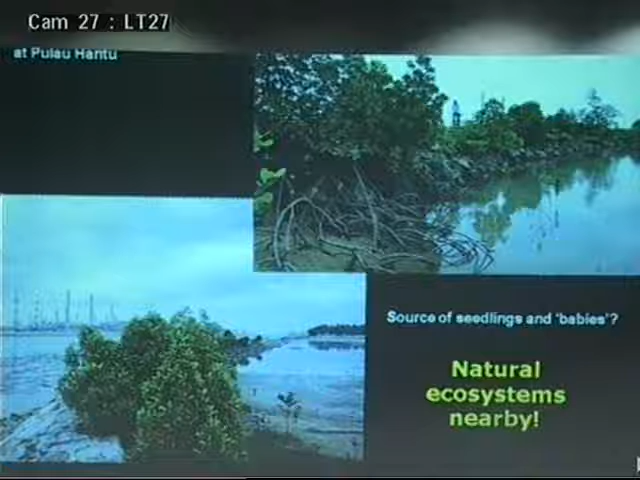 Cam 27 : LT27
at Pulau Hantu
Source of seedlings and 'babies'?
Natural
ecosystems
nearby!